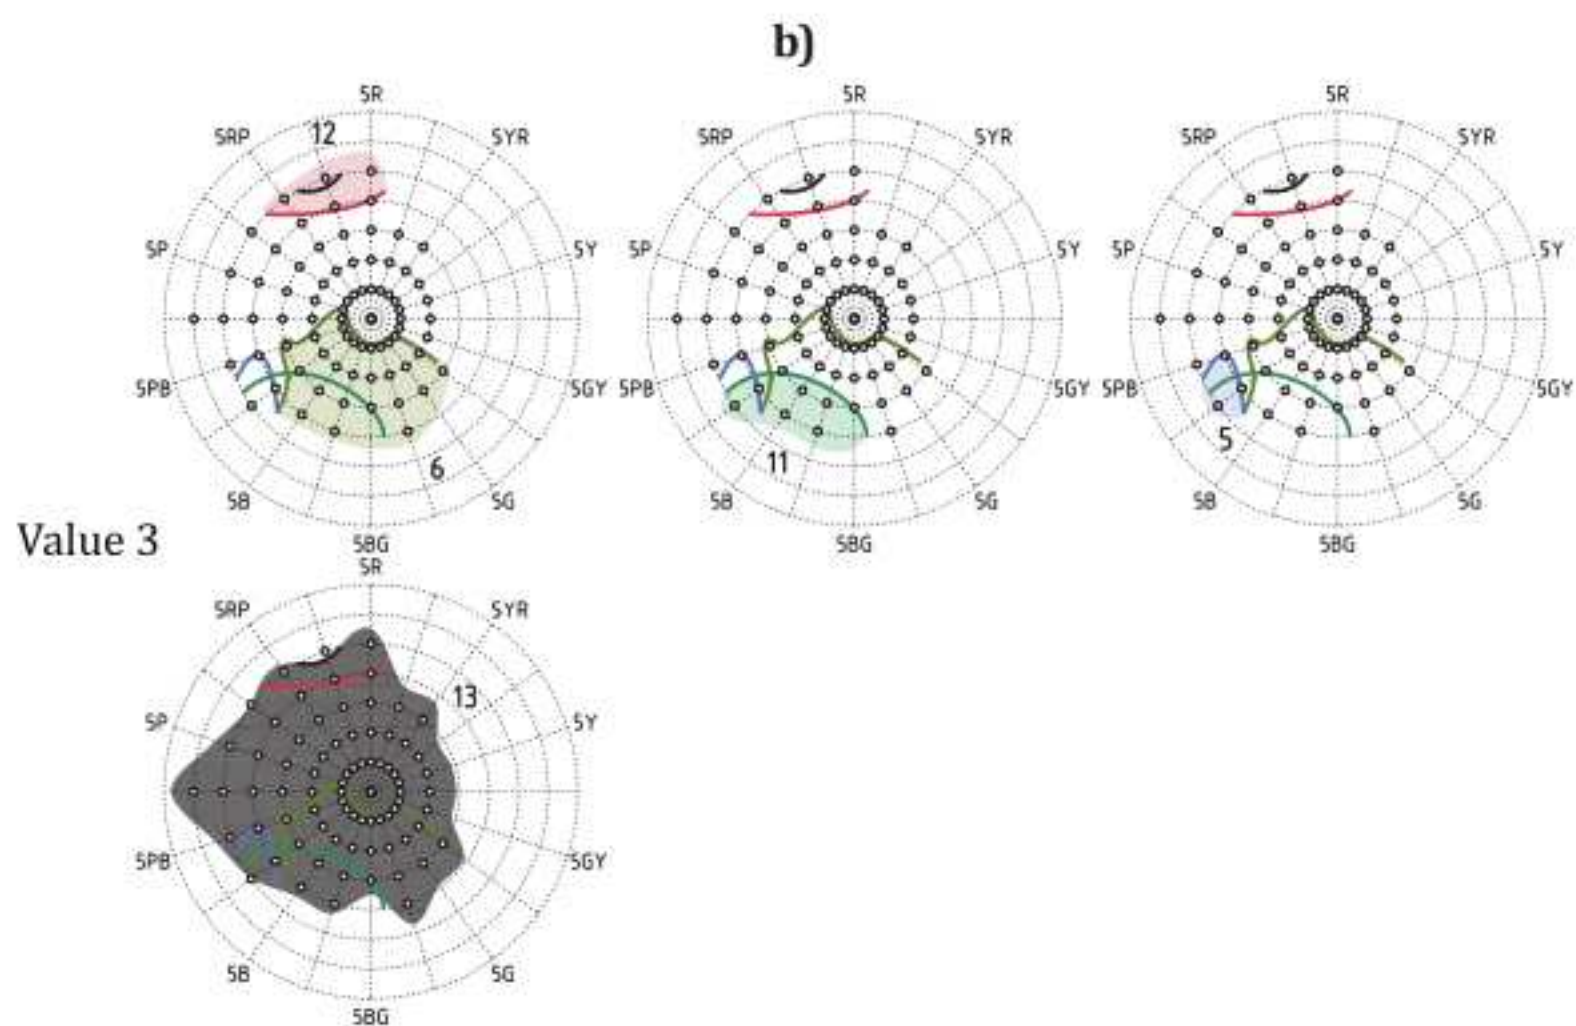 b)
5R 5R 5R
5RP 12 5YR 5RP 5YR 5RP 5YR
5P 5Y 5P 5Y 5P 5Y
5PB 5GY 5PB 5GY 5PB 5GY
6 11 5
5B 5G 5B 5G 5B 5G
Value 3 5BG 5BG 5BG
5R
5RP 5YR
13
5P 5Y
5PB 5GY
5B 5G
5BG